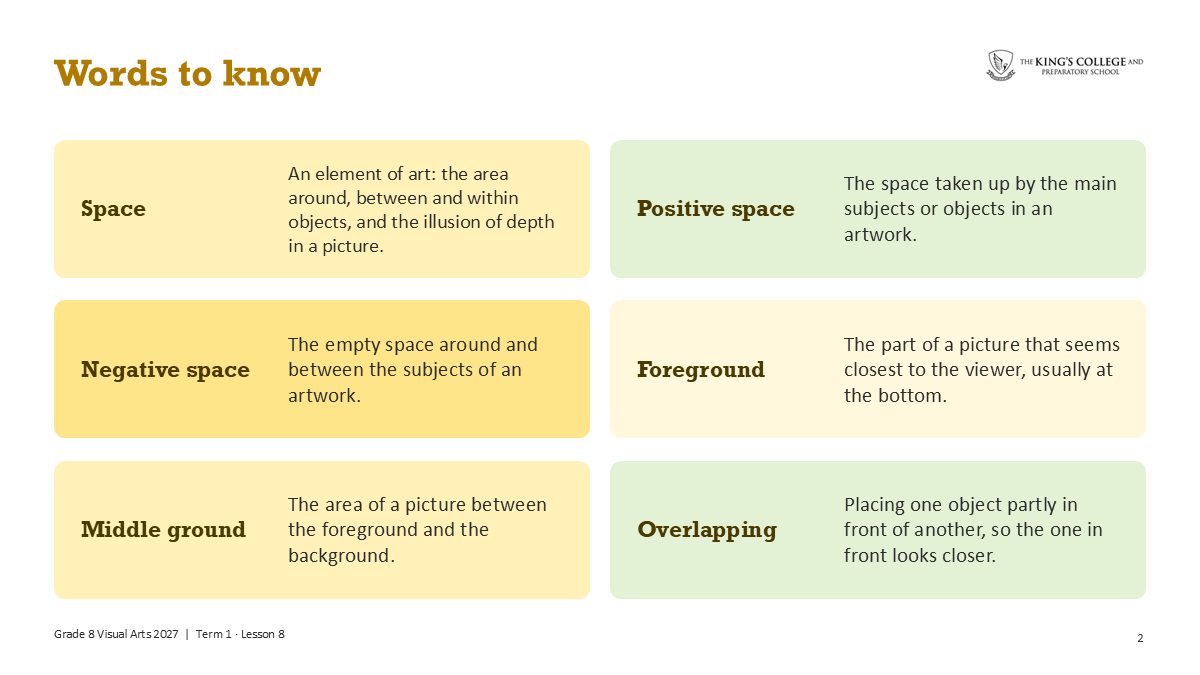 Words to know
THE KING'S COLLEGE AND
PREPARATORY SCHOOL
Space
An element of art: the area
around, between and within
objects, and the illusion of depth
in a picture.
Positive space
The space taken up by the main
subjects or objects in an
artwork.
Negative space
The empty space around and
between the subjects of an
artwork.
Foreground
The part of a picture that seems
closest to the viewer, usually at
the bottom.
Middle ground
The area of a picture between
the foreground and the
background.
Overlapping
Placing one object partly in
front of another, so the one in
front looks closer.
Grade 8 Visual Arts 2027 | Term 1 · Lesson 8
2